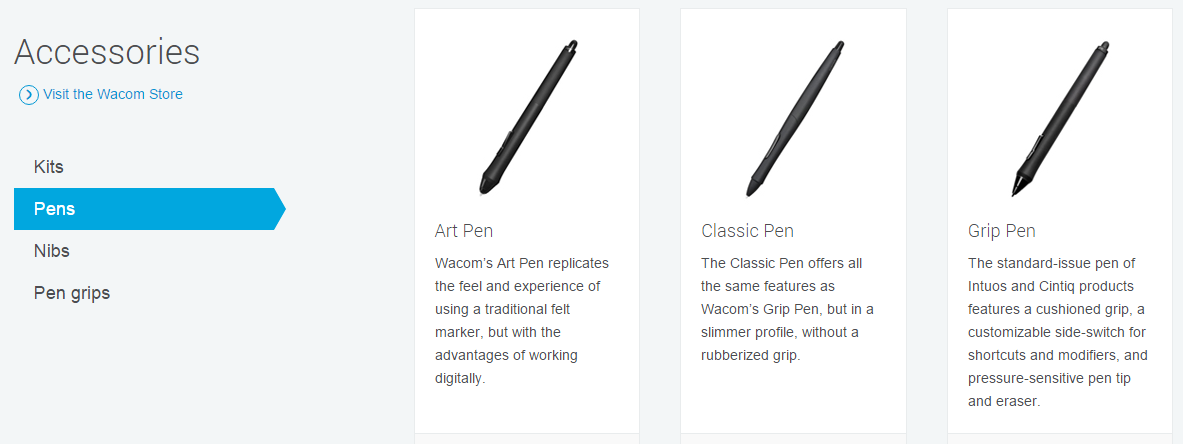 Accessories
Visit the Wacom Store
Kits
Pens
Nibs
Pen grips
Art Pen
Wacom’s Art Pen replicates
the feel and experience of
using a traditional felt
marker, but with the
advantages of working
digitally.
Classic Pen
The Classic Pen offers all
the same features as
Wacom’s Grip Pen, but in a
slimmer profile, without a
rubberized grip.
Grip Pen
The standard-issue pen of
Intuos and Cintiq products
features a cushioned grip, a
customizable side-switch for
shortcuts and modifiers, and
pressure-sensitive pen tip
and eraser.